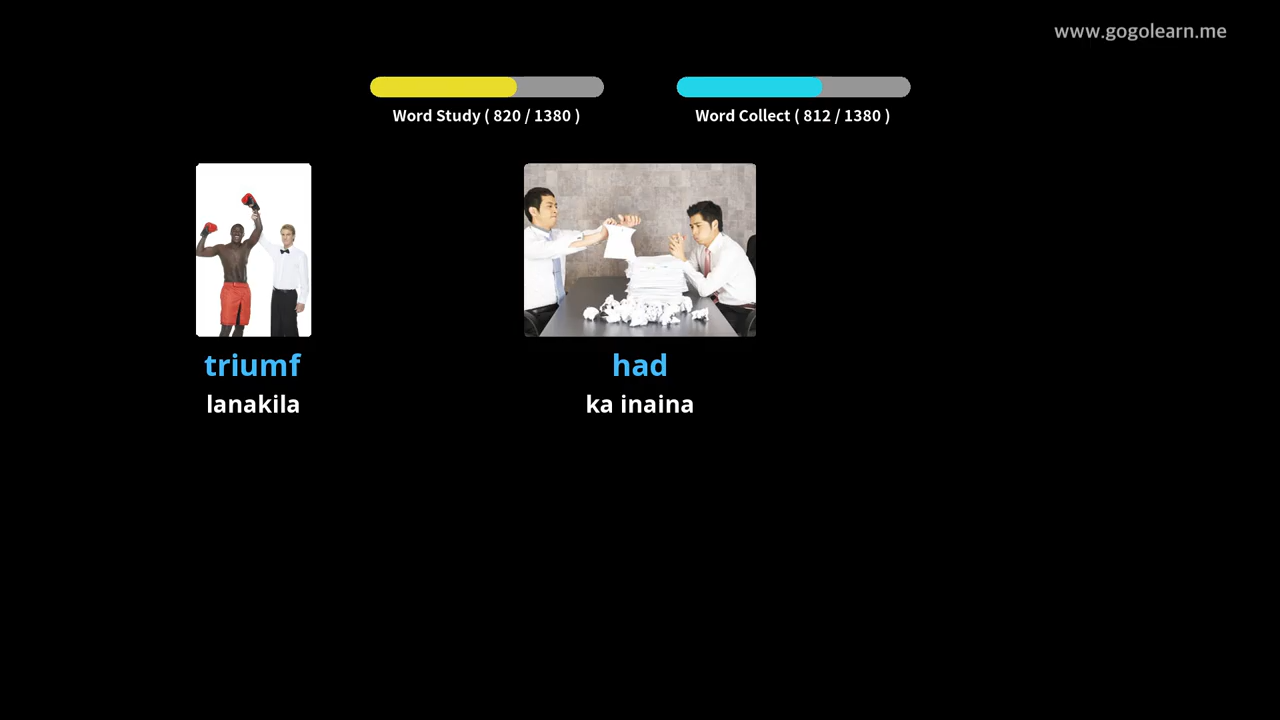 www.gogolearn.me
Word Study ( 820 / 1380 )
Word Collect ( 812 / 1380 )
triumf
lanakila
had
ka inaina